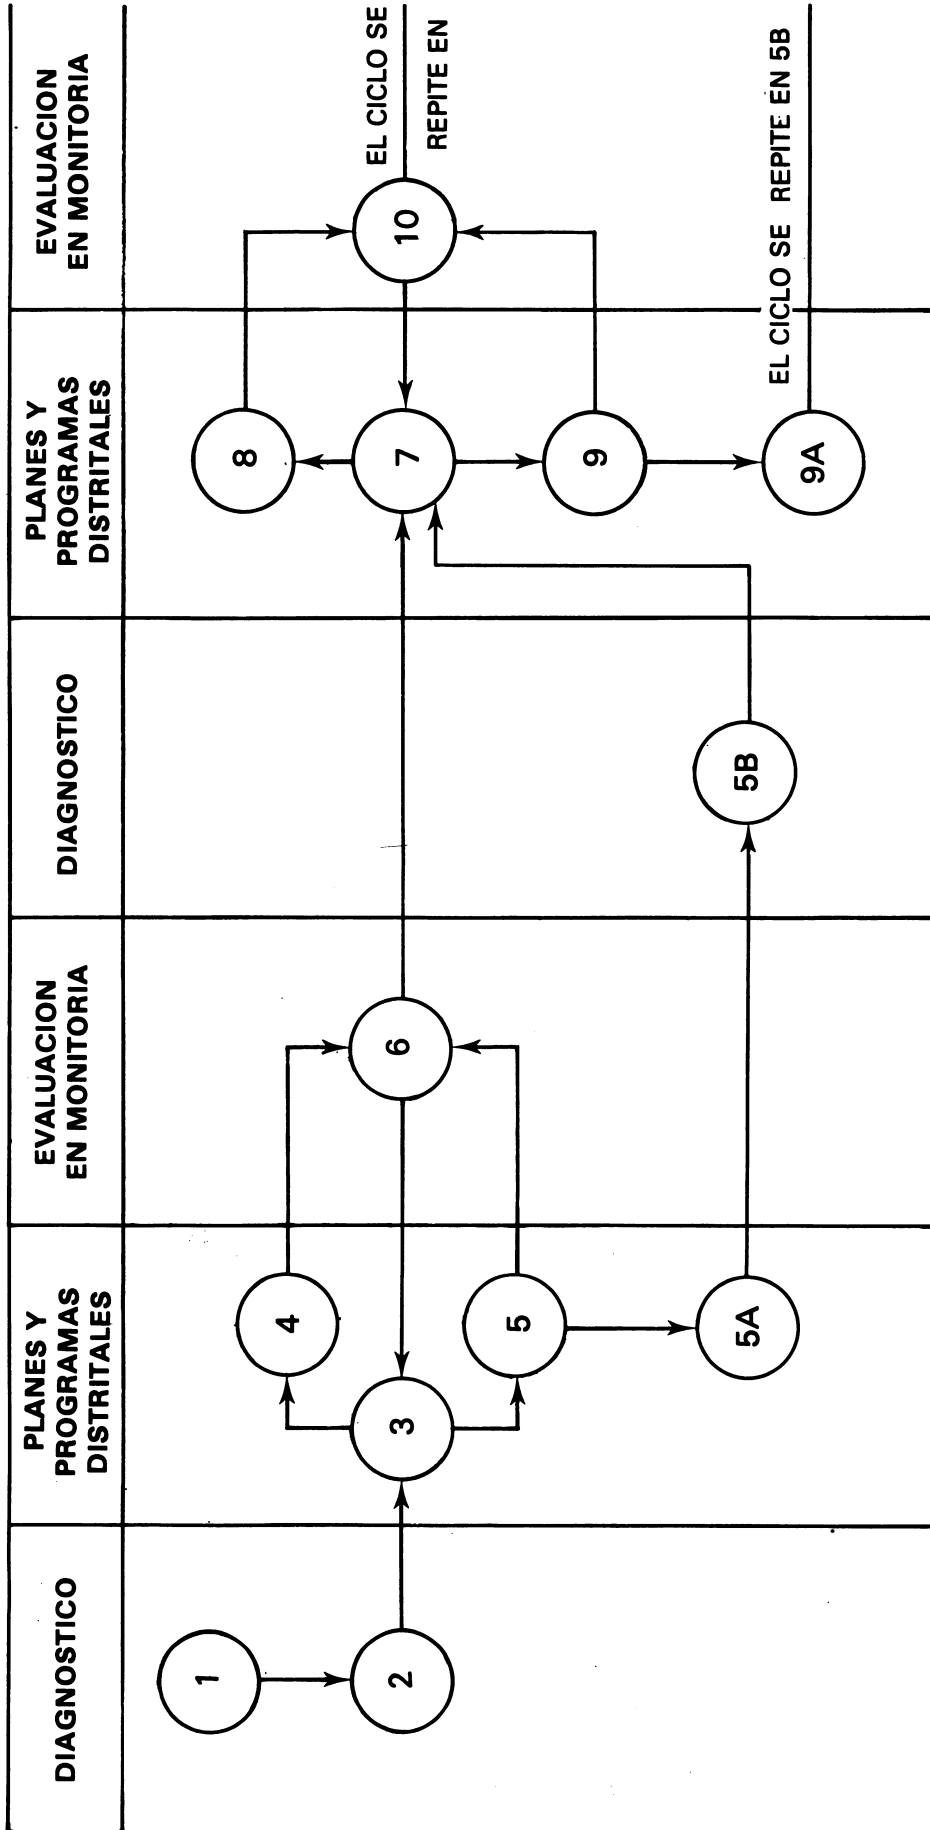 DIAGNOSTICO
PLANES Y
PROGRAMAS
DISTRITALES
EVALUACION
EN MONITORIA
DIAGNOSTICO
PLANES Y
PROGRAMAS
DISTRITALES
EVALUACION
EN MONITORIA
1
2
3
4
5
5A
6
5B
7
8
9
9A
10
EL CICLO SE
REPITE EN
EL CICLO SE REPITE EN 5B